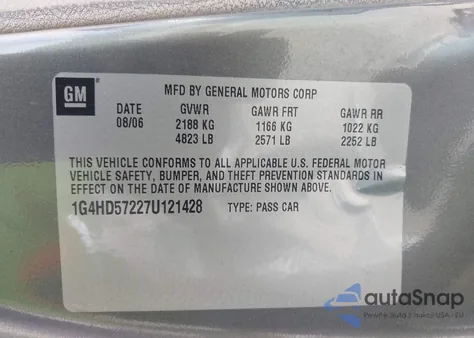 GM
MFD BY GENERAL MOTORS CORP
DATE GVWR GAWR FRT GAWR RR
08/06 2188 KG 1166 KG 1022 KG
4823 LB 2571 LB 2252 LB
THIS VEHICLE CONFORMS TO ALL APPLICABLE U.S. FEDERAL MOTOR
VEHICLE SAFETY, BUMPER, AND THEFT PREVENTION STANDARDS IN
EFFECT ON THE DATE OF MANUFACTURE SHOWN ABOVE.
1G4HD57227U121428 TYPE: PASS CAR
autoSnap